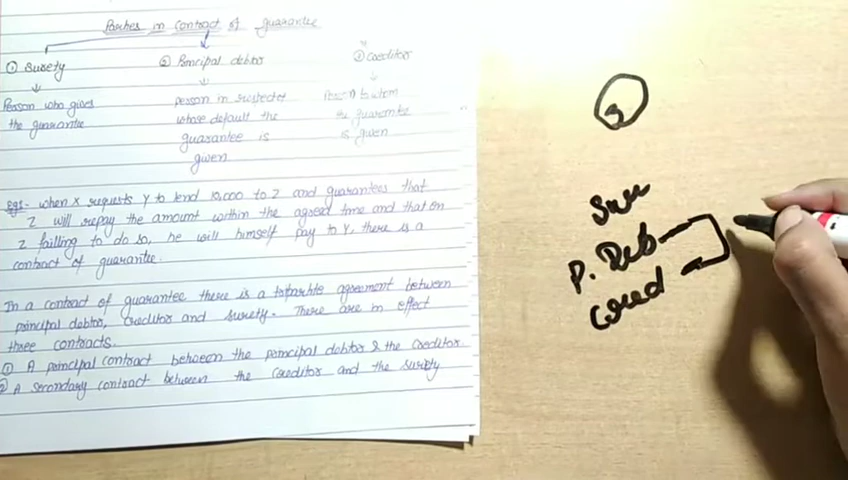 Parties in contract of guarantee
① Surety
② Principal debtor
③ Creditor
Person who gives
the guarantee
person in respect of
whose default the
guarantee is
given
Person to whom
the guarantee
is given
Eg:- when X requests Y to lend 10,000 to Z and guarantees that
Z will repay the amount within the agreed time and that on
Z failling to do so, he will himself pay to Y, there is a
contract of guarantee.
In a contract of guarantee there is a tripartite agreement between
principal debtor, creditor and surety. There are in effect
three contracts.
① A principal contract between the principal debtor & the creditor.
② A secondary contract between the creditor and the surety
3
Sure
P. Deb
Cred